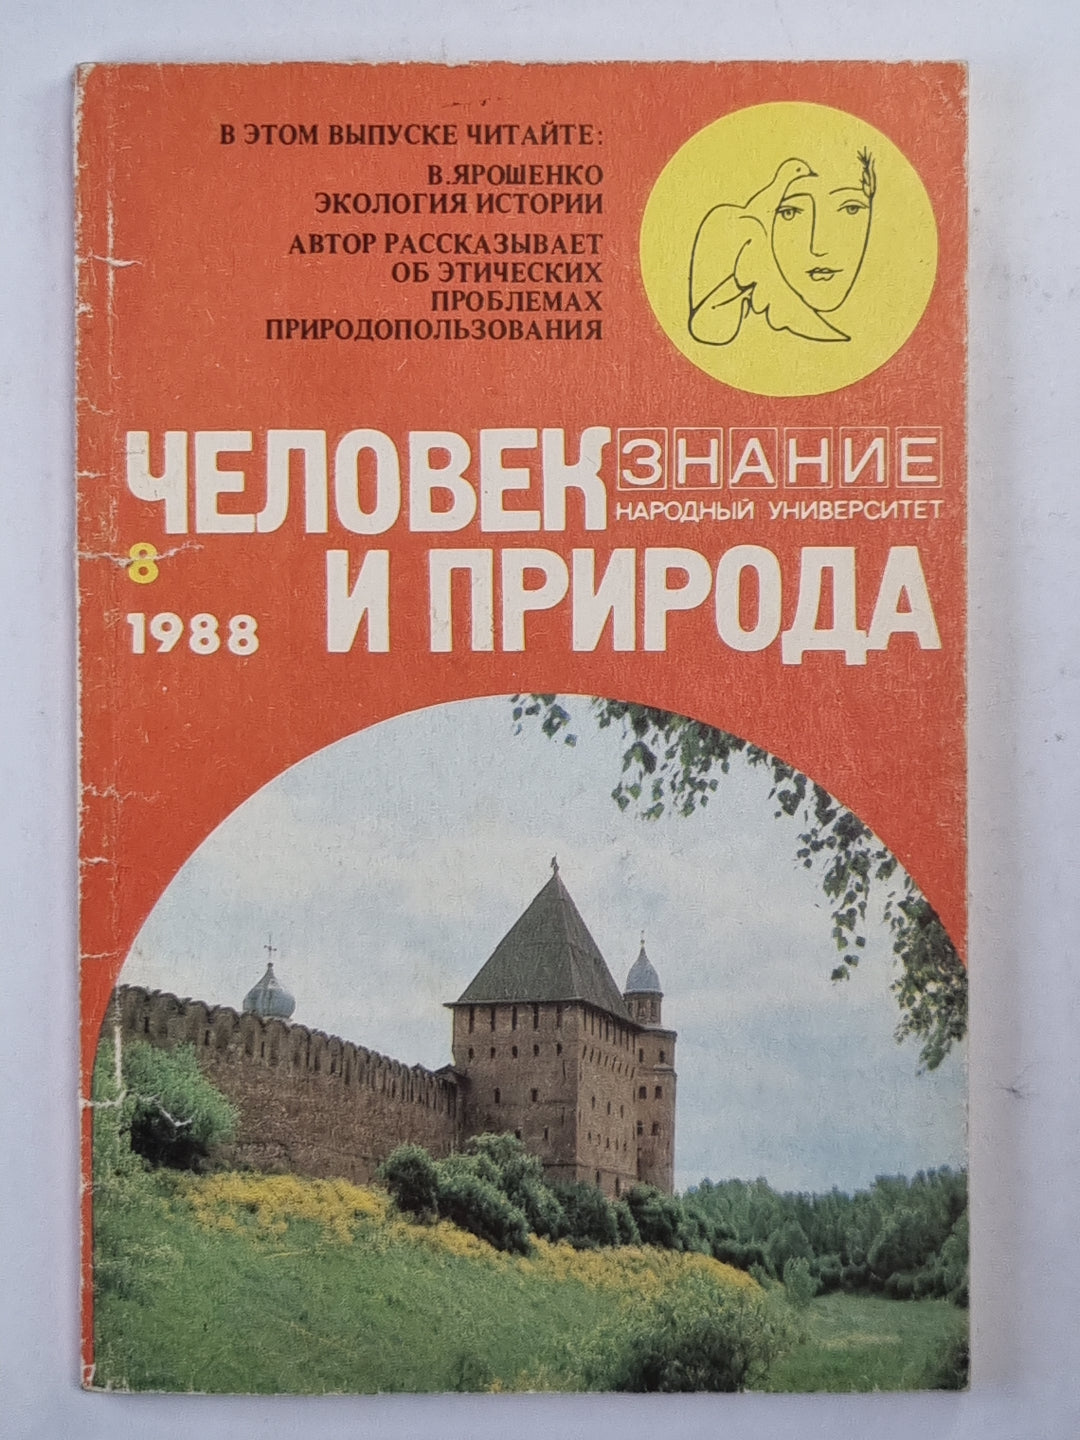 В ЭТОМ ВЫПУСКЕ ЧИТАЙТЕ:
В.ЯРОШЕНКО
ЭКОЛОГИЯ ИСТОРИИ
АВТОР РАССКАЗЫВАЕТ
ОБ ЭТИЧЕСКИХ
ПРОБЛЕМАХ
ПРИРОДОПОЛЬЗОВАНИЯ
ЧЕЛОВЕК
ЗНАНИЕ
НАРОДНЫЙ УНИВЕРСИТЕТ
И ПРИРОДА
8
1988